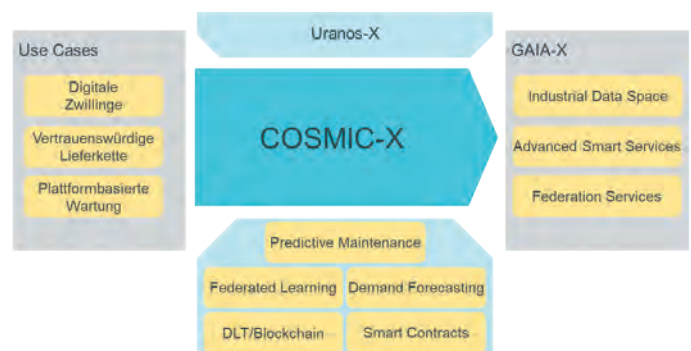 Uranos-X
Use Cases
Digitale
Zwillinge
Vertrauenswürdige
Lieferkette
Plattformbasierte
Wartung
COSMIC-X
GAIA-X
Industrial Data Space
Advanced Smart Services
Federation Services
Predictive Maintenance
Federated Learning
Demand Forecasting
DLT/Blockchain
Smart Contracts